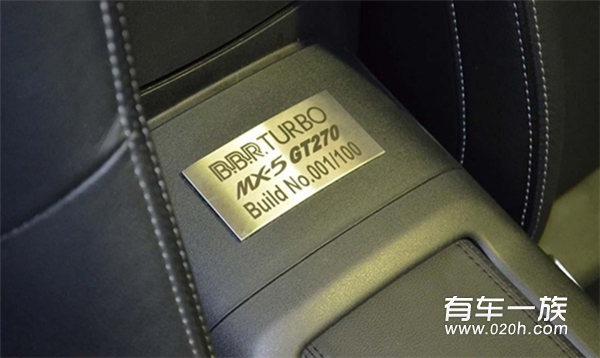 B.B.R.TURBO
MX-5 GT270
Build No.001/100
有车一族
www.020h.com